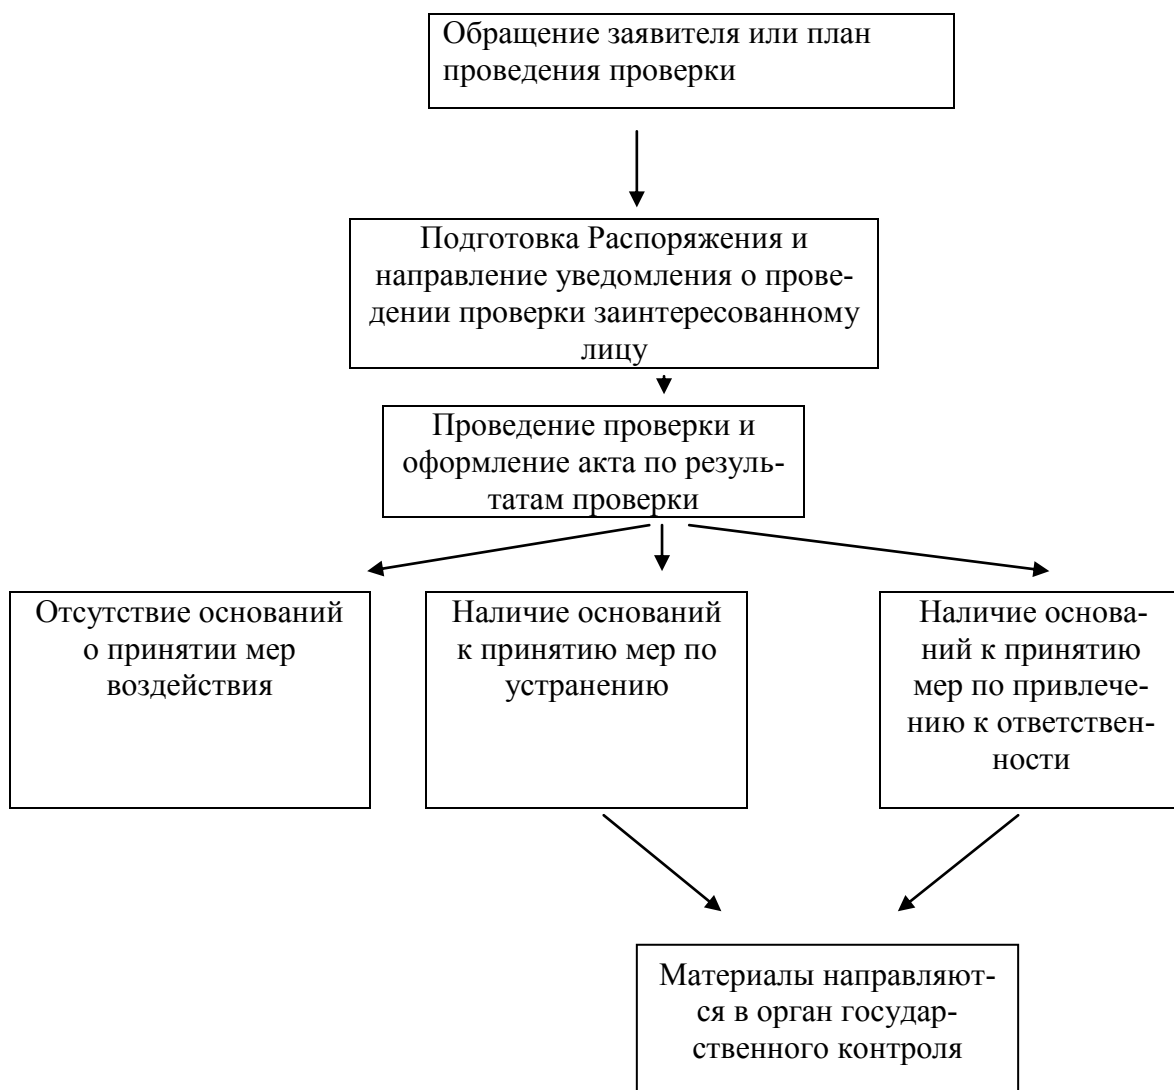 Обращение заявителя или план
проведения проверки
Подготовка Распоряжения и
направление уведомления о прове-
дении проверки заинтересованному
лицу
Проведение проверки и
оформление акта по резуль-
татам проверки
Отсутствие оснований
о принятии мер
воздействия
Наличие оснований
к принятию мер по
устранению
Наличие основа-
ний к принятию
мер по привлече-
нию к ответствен-
ности
Материалы направляют-
ся в орган государ-
ственного контроля